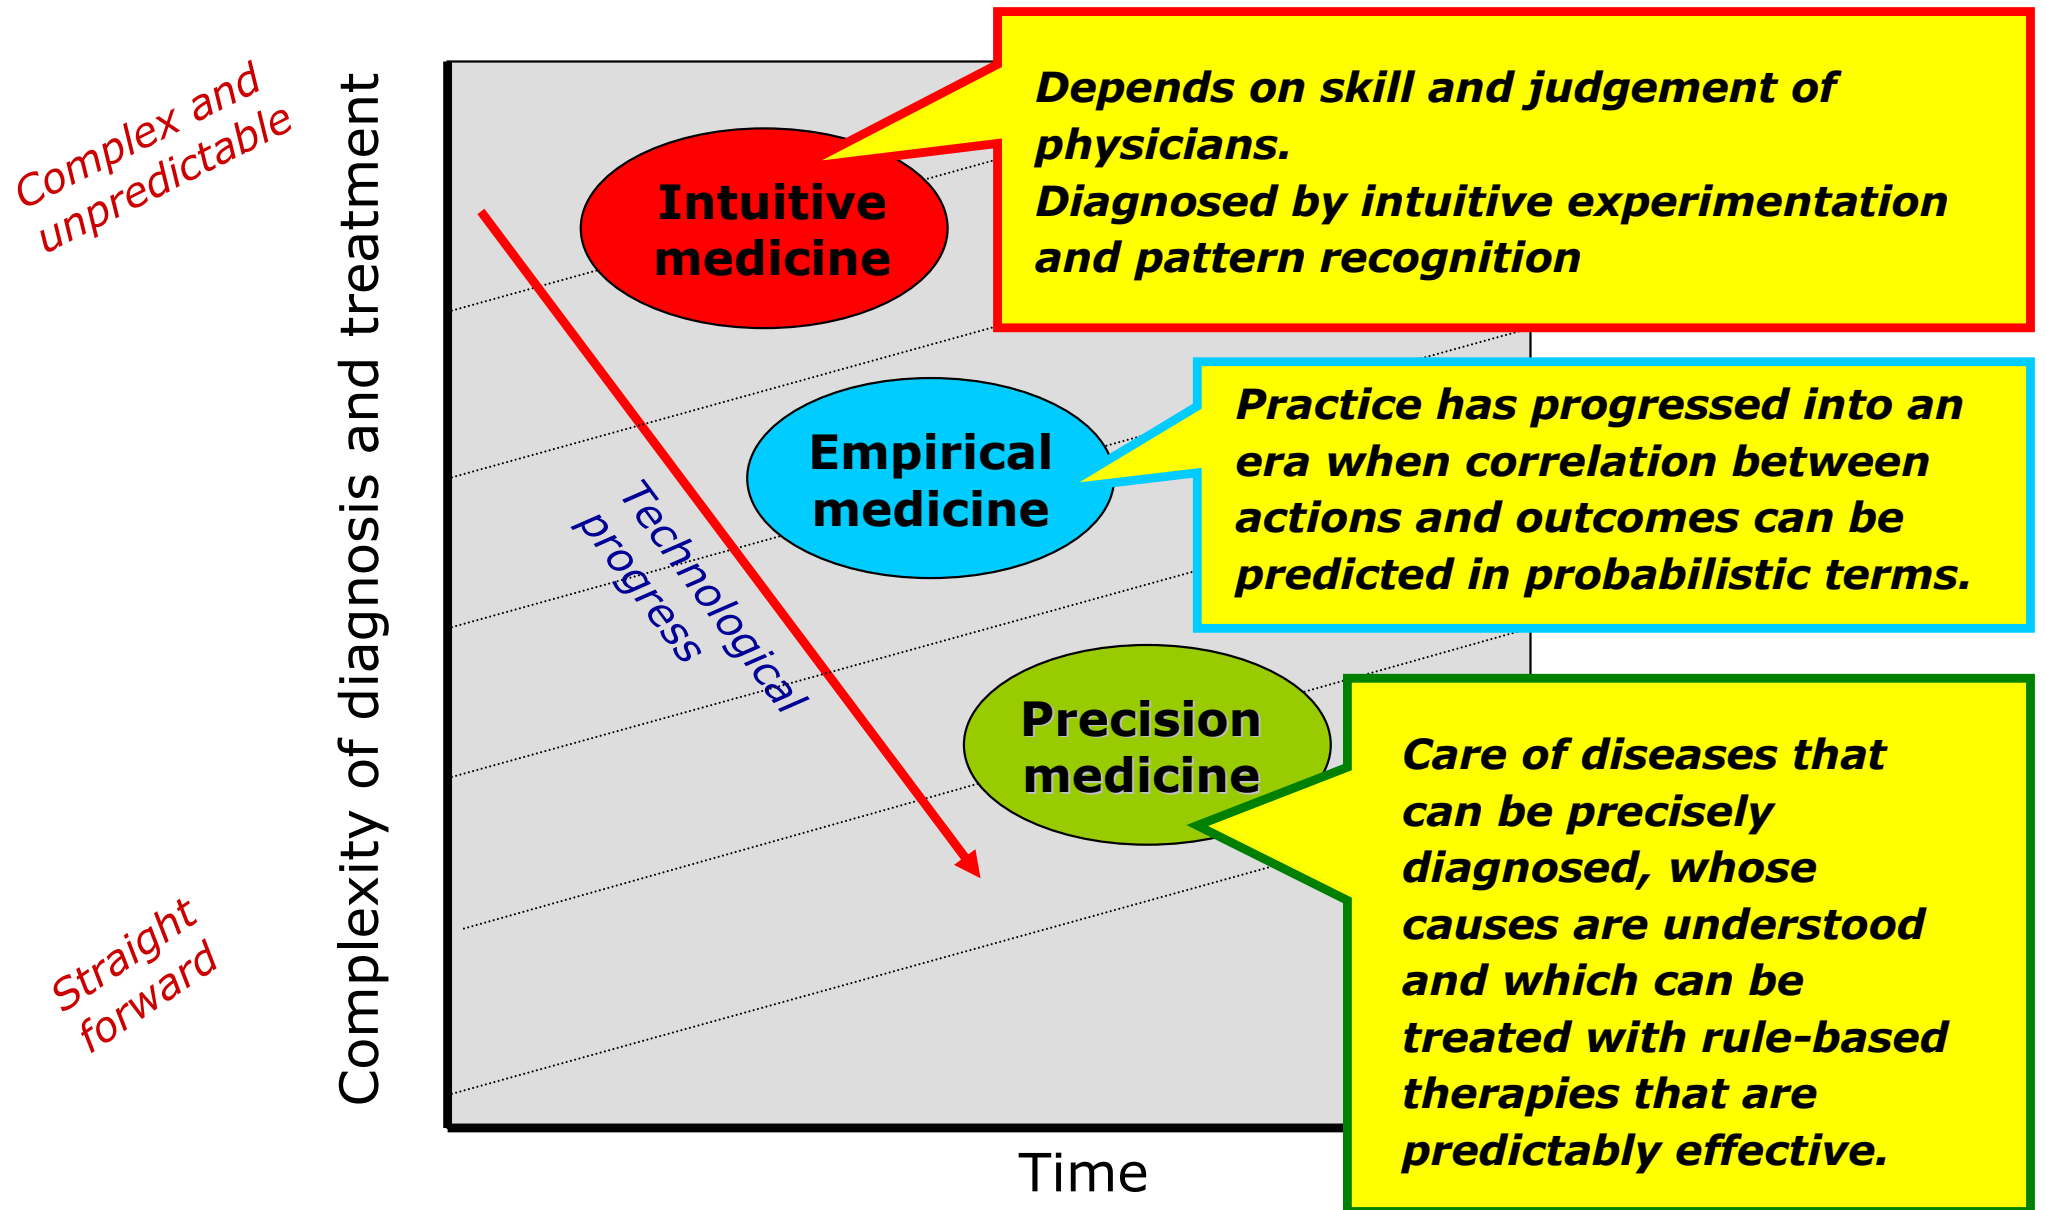 Complex and
unpredictable
Complexity of diagnosis and treatment
Straight
forward
Intuitive
medicine
Depends on skill and judgement of
physicians.
Diagnosed by intuitive experimentation
and pattern recognition
Empirical
medicine
Practice has progressed into an
era when correlation between
actions and outcomes can be
predicted in probabilistic terms.
Technological
progress
Precision
medicine
Care of diseases that
can be precisely
diagnosed, whose
causes are understood
and which can be
treated with rule-based
therapies that are
predictably effective.
Time